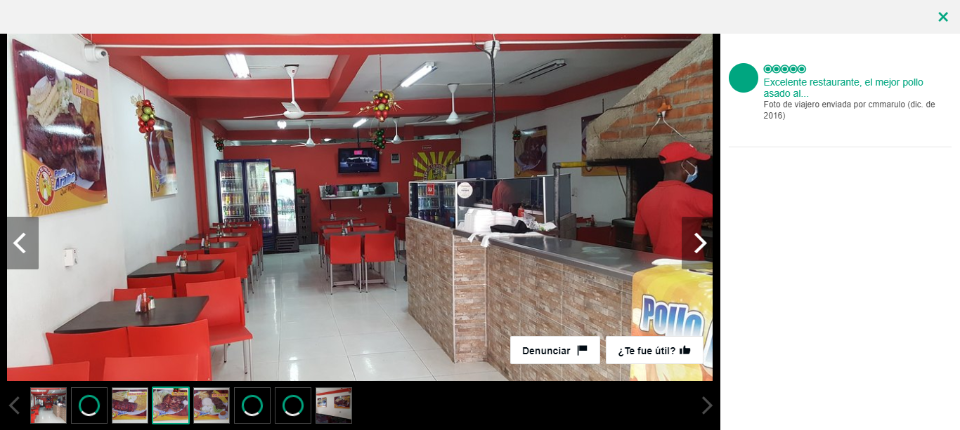 Excelente restaurante, el mejor pollo
asado al...
Foto de viajero enviada por cmmarulo (dic. de
2016)
Pollo
Denunciar
¿Te fue útil?